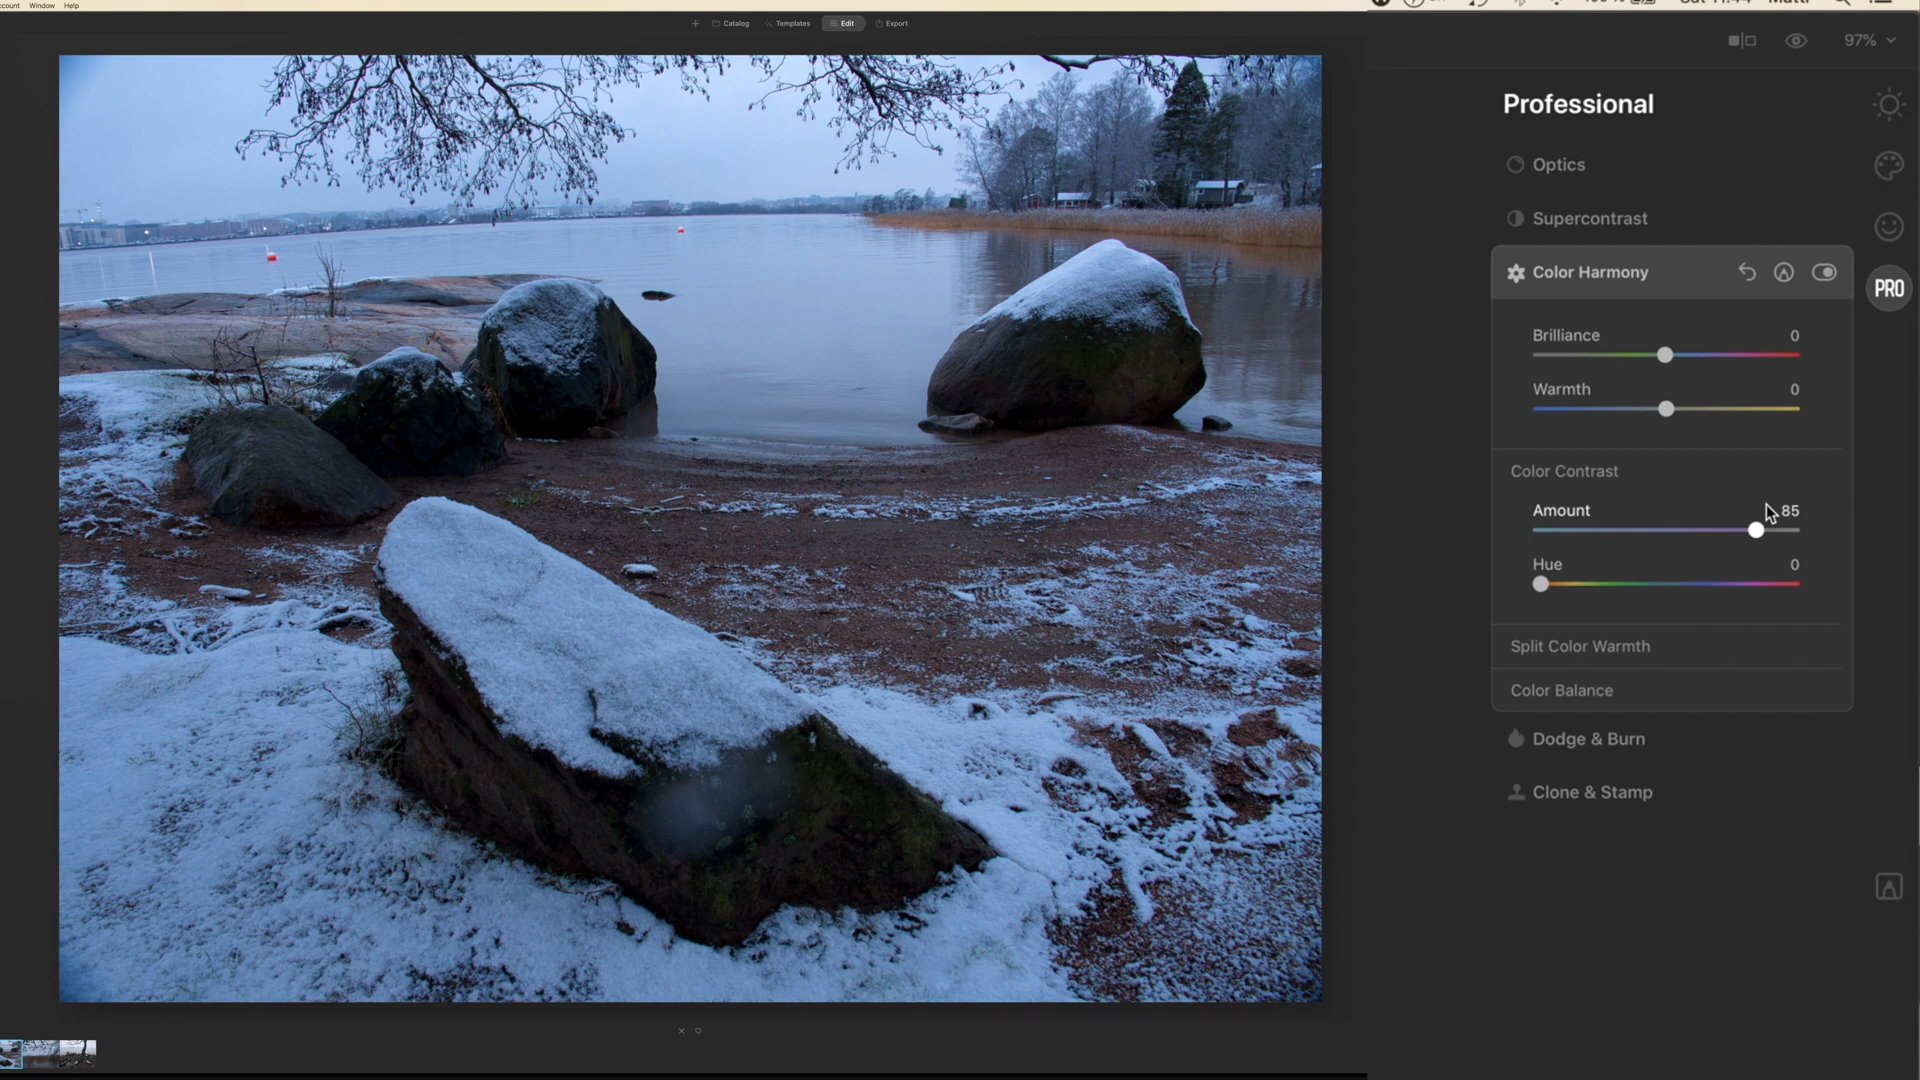 Window Help
Catalog Templates Edit Export
97%
Professional
PRO
Optics
Supercontrast
Color Harmony
Brilliance 0
Warmth 0
Color Contrast
Amount 85
Hue 0
Split Color Warmth
Color Balance
Dodge & Burn
Clone & Stamp